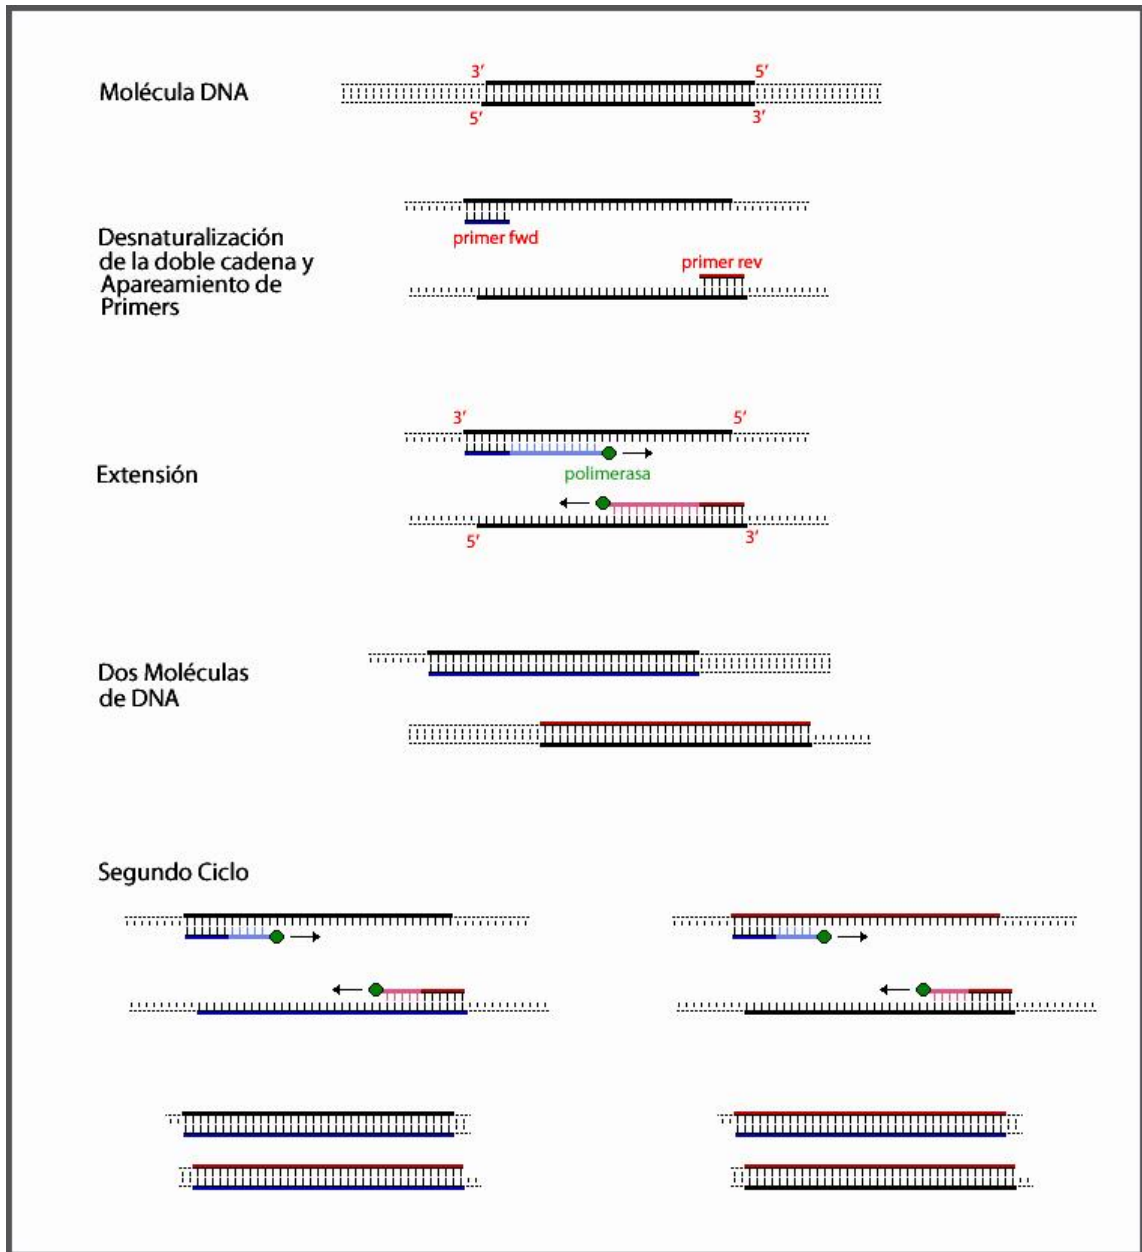 Molécula DNA
3’
5’
5’
3’
Desnaturalización
de la doble cadena y
Apareamiento de
Primers
primer fwd
primer rev
Extensión
3’
5’
polimerasa
5’
3’
Dos Moléculas
de DNA
Segundo Ciclo